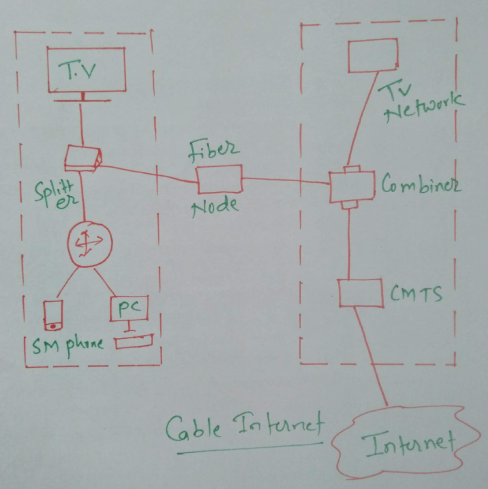 T.V
TV
Network
Fiber
Splitt
er
Combiner
Node
CMTS
PC
SM phone
Cable Internet
Internet